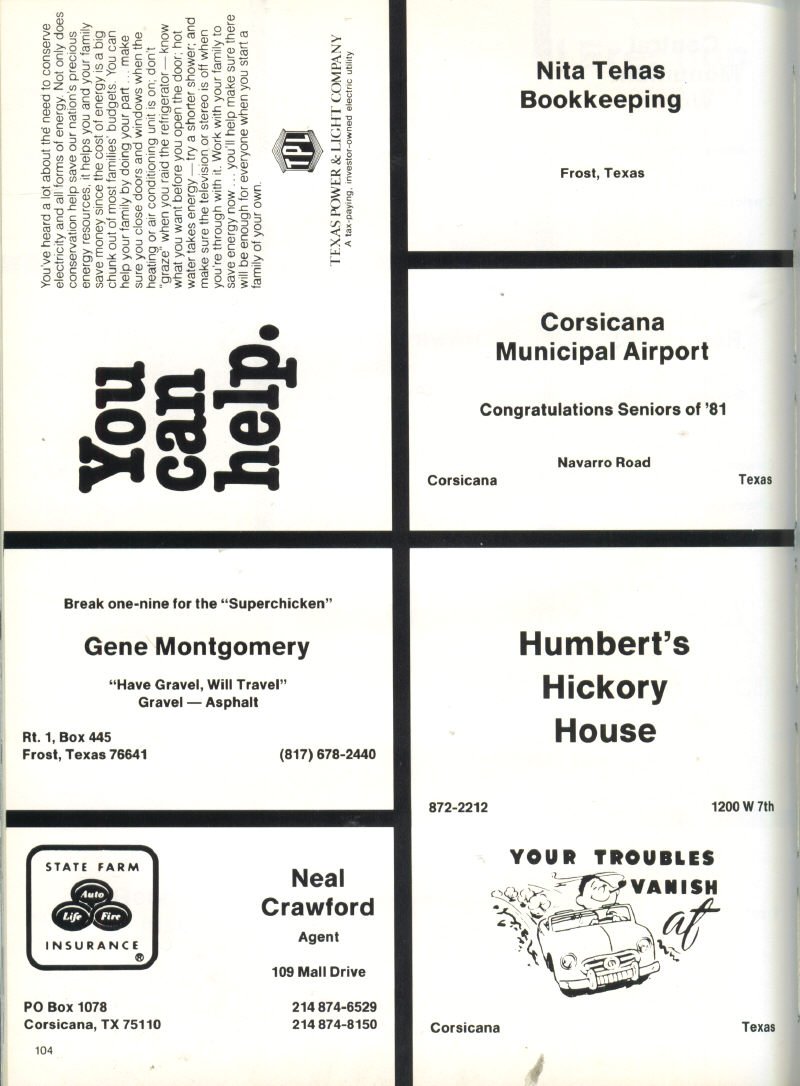 You can help.
You've heard a lot about the need to conserve
electricity and all forms of energy. Not only does
conservation help save our nation's precious
energy resources, it helps you and your family
save money since the cost of energy is a big
chunk out of most families' budgets. You can
help your family by doing your part . . . make
sure you close doors and windows when the
heating or air conditioning unit is on; don't
"graze" when you raid the refrigerator — know
what you want before you open the door; hot
water takes energy — try a shorter shower; and
make sure the television or stereo is off when
you're through with it. Work with your family to
save energy now . . . you'll help make sure there
will be enough for everyone when you start a
family of your own.
TPL
TEXAS POWER & LIGHT COMPANY
A tax-paying, investor-owned electric utility
Nita Tehas
Bookkeeping
Frost, Texas
Corsicana
Municipal Airport
Congratulations Seniors of '81
Navarro Road
Corsicana Texas
Break one-nine for the "Superchicken"
Gene Montgomery
"Have Gravel, Will Travel"
Gravel — Asphalt
Rt. 1, Box 445
Frost, Texas 76641 (817) 678-2440
Humbert's
Hickory
House
872-2212 1200 W 7th
YOUR TROUBLES
VANISH
at
Corsicana Texas
STATE FARM
Auto
Life Fire
INSURANCE
®
Neal
Crawford
Agent
109 Mall Drive
PO Box 1078 214 874-6529
Corsicana, TX 75110 214 874-8150
104